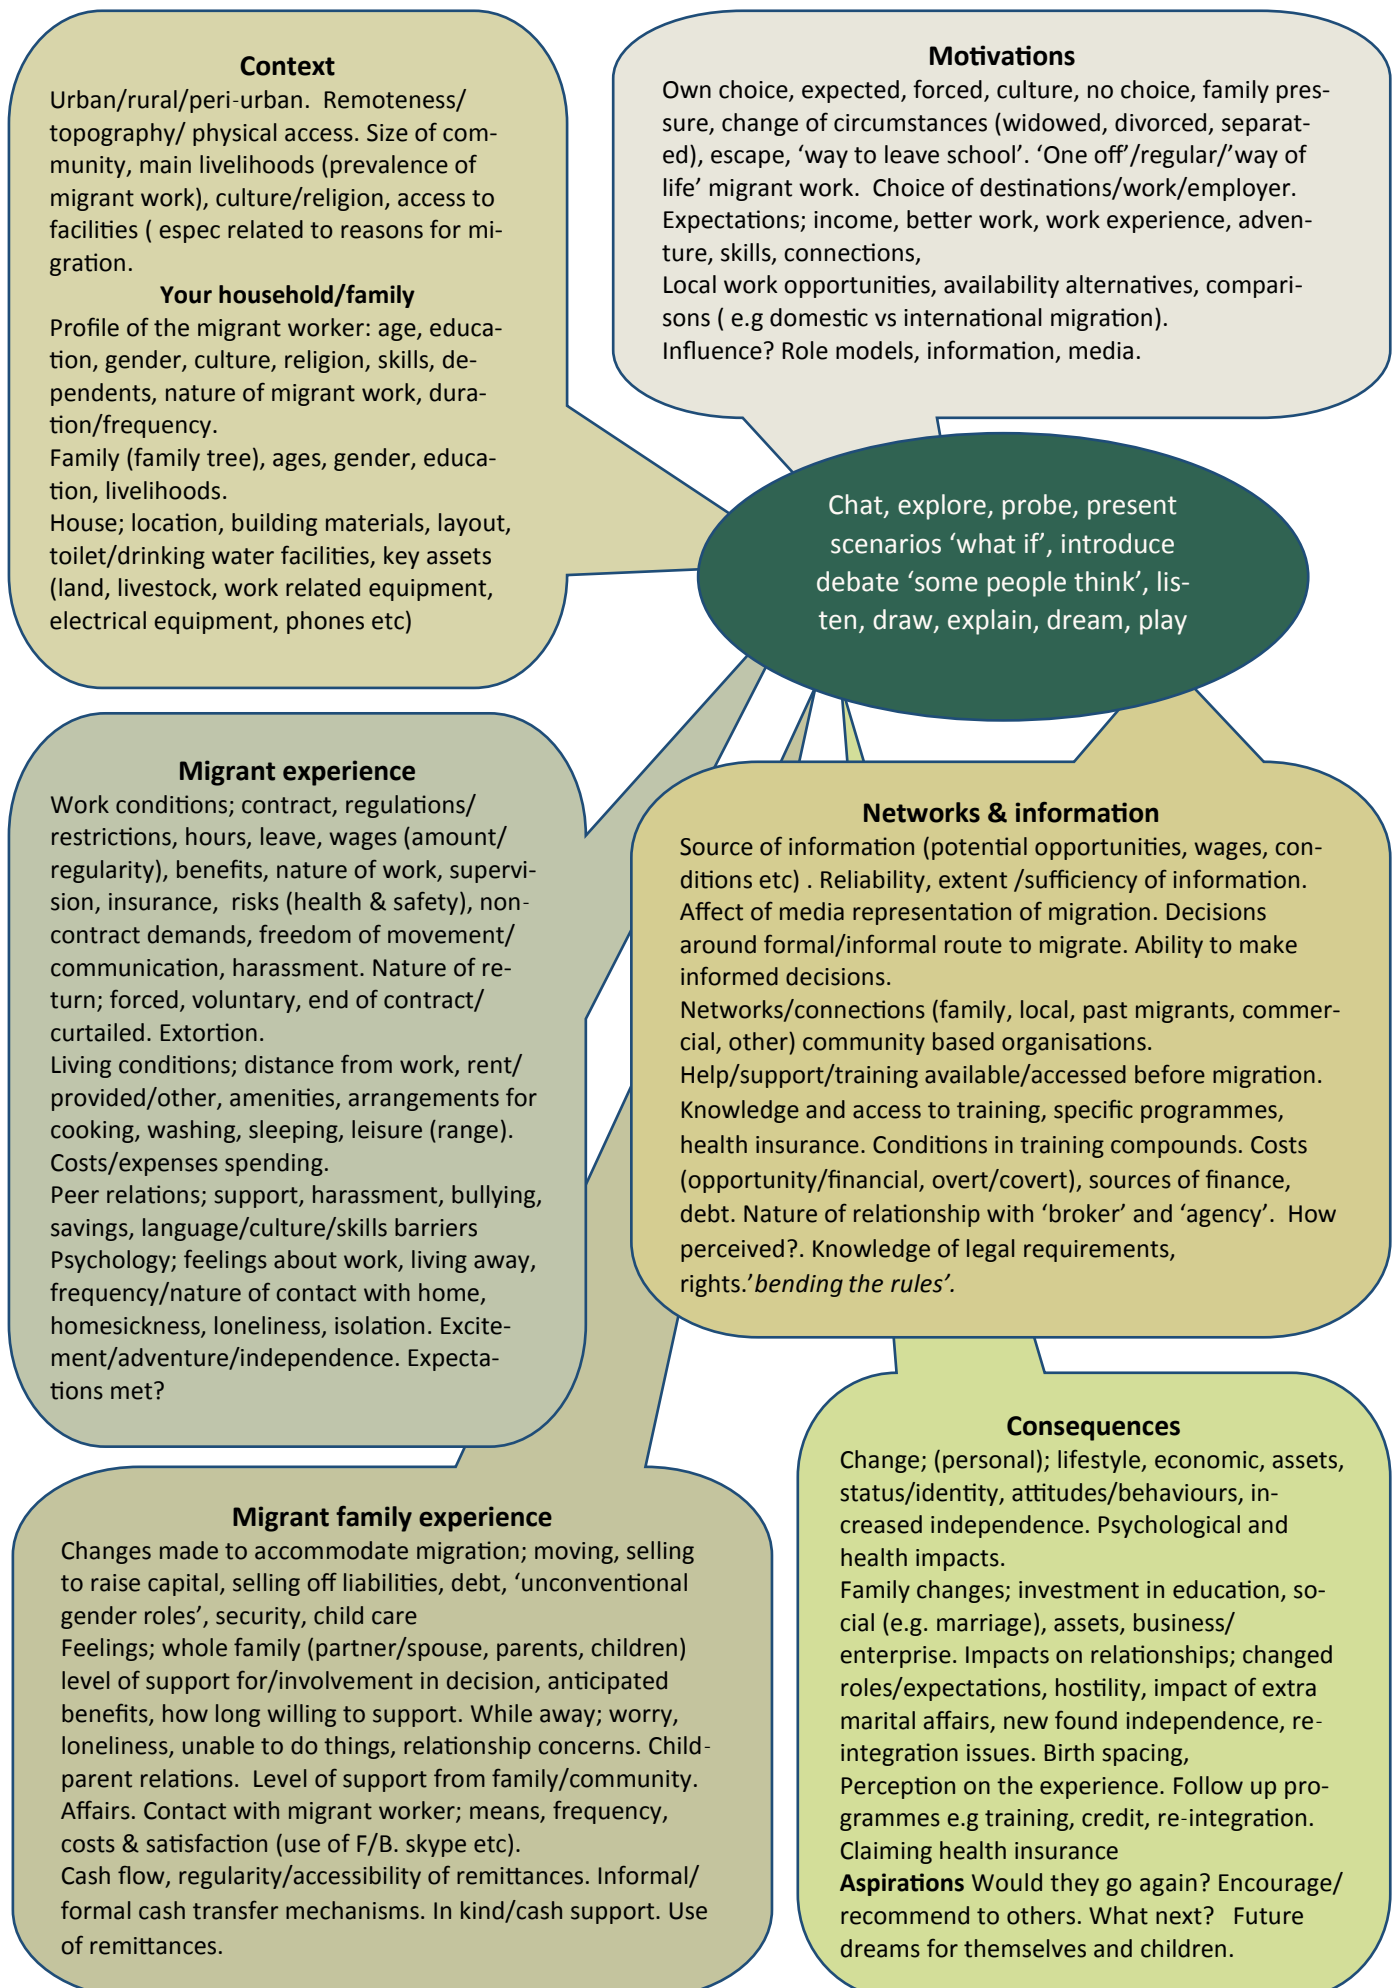 Context
Urban/rural/peri-urban.  Remoteness/
topography/ physical access. Size of com-
munity, main livelihoods (prevalence of
migrant work), culture/religion, access to
facilities ( espec related to reasons for mi-
gration.
Your household/family
Profile of the migrant worker: age, educa-
tion, gender, culture, religion, skills, de-
pendents, nature of migrant work, dura-
tion/frequency.
Family (family tree), ages, gender, educa-
tion, livelihoods.
House; location, building materials, layout,
toilet/drinking water facilities, key assets
(land, livestock, work related equipment,
electrical equipment, phones etc)
Motivations
Own choice, expected, forced, culture, no choice, family pres-
sure, change of circumstances (widowed, divorced, separat-
ed), escape, ‘way to leave school’. ‘One off’/regular/’way of
life’ migrant work.  Choice of destinations/work/employer.
Expectations; income, better work, work experience, adven-
ture, skills, connections,
Local work opportunities, availability alternatives, compari-
sons ( e.g domestic vs international migration).
Influence? Role models, information, media.
Chat, explore, probe, present
scenarios ‘what if’, introduce
debate ‘some people think’, lis-
ten, draw, explain, dream, play
Migrant experience
Work conditions; contract, regulations/
restrictions, hours, leave, wages (amount/
regularity), benefits, nature of work, supervi-
sion, insurance,  risks (health & safety), non-
contract demands, freedom of movement/
communication, harassment. Nature of re-
turn; forced, voluntary, end of contract/
curtailed. Extortion.
Living conditions; distance from work, rent/
provided/other, amenities, arrangements for
cooking, washing, sleeping, leisure (range).
Costs/expenses spending.
Peer relations; support, harassment, bullying,
savings, language/culture/skills barriers
Psychology; feelings about work, living away,
frequency/nature of contact with home,
homesickness, loneliness, isolation. Excite-
ment/adventure/independence. Expecta-
tions met?
Networks & information
Source of information (potential opportunities, wages, con-
ditions etc) . Reliability, extent /sufficiency of information.
Affect of media representation of migration. Decisions
around formal/informal route to migrate. Ability to make
informed decisions.
Networks/connections (family, local, past migrants, commer-
cial, other) community based organisations.
Help/support/training available/accessed before migration.
Knowledge and access to training, specific programmes,
health insurance. Conditions in training compounds. Costs
(opportunity/financial, overt/covert), sources of finance,
debt. Nature of relationship with ‘broker’ and ‘agency’.  How
perceived?. Knowledge of legal requirements,
rights.’bending the rules’.
Migrant family experience
Changes made to accommodate migration; moving, selling
to raise capital, selling off liabilities, debt, ‘unconventional
gender roles’, security, child care
Feelings; whole family (partner/spouse, parents, children)
level of support for/involvement in decision, anticipated
benefits, how long willing to support. While away; worry,
loneliness, unable to do things, relationship concerns. Child-
parent relations.  Level of support from family/community.
Affairs. Contact with migrant worker; means, frequency,
costs & satisfaction (use of F/B. skype etc).
Cash flow, regularity/accessibility of remittances. Informal/
formal cash transfer mechanisms. In kind/cash support. Use
of remittances.
Consequences
Change; (personal); lifestyle, economic, assets,
status/identity, attitudes/behaviours, in-
creased independence. Psychological and
health impacts.
Family changes; investment in education, so-
cial (e.g. marriage), assets, business/
enterprise. Impacts on relationships; changed
roles/expectations, hostility, impact of extra
marital affairs, new found independence, re-
integration issues. Birth spacing,
Perception on the experience. Follow up pro-
grammes e.g training, credit, re-integration.
Claiming health insurance
Aspirations Would they go again? Encourage/
recommend to others. What next?   Future
dreams for themselves and children.